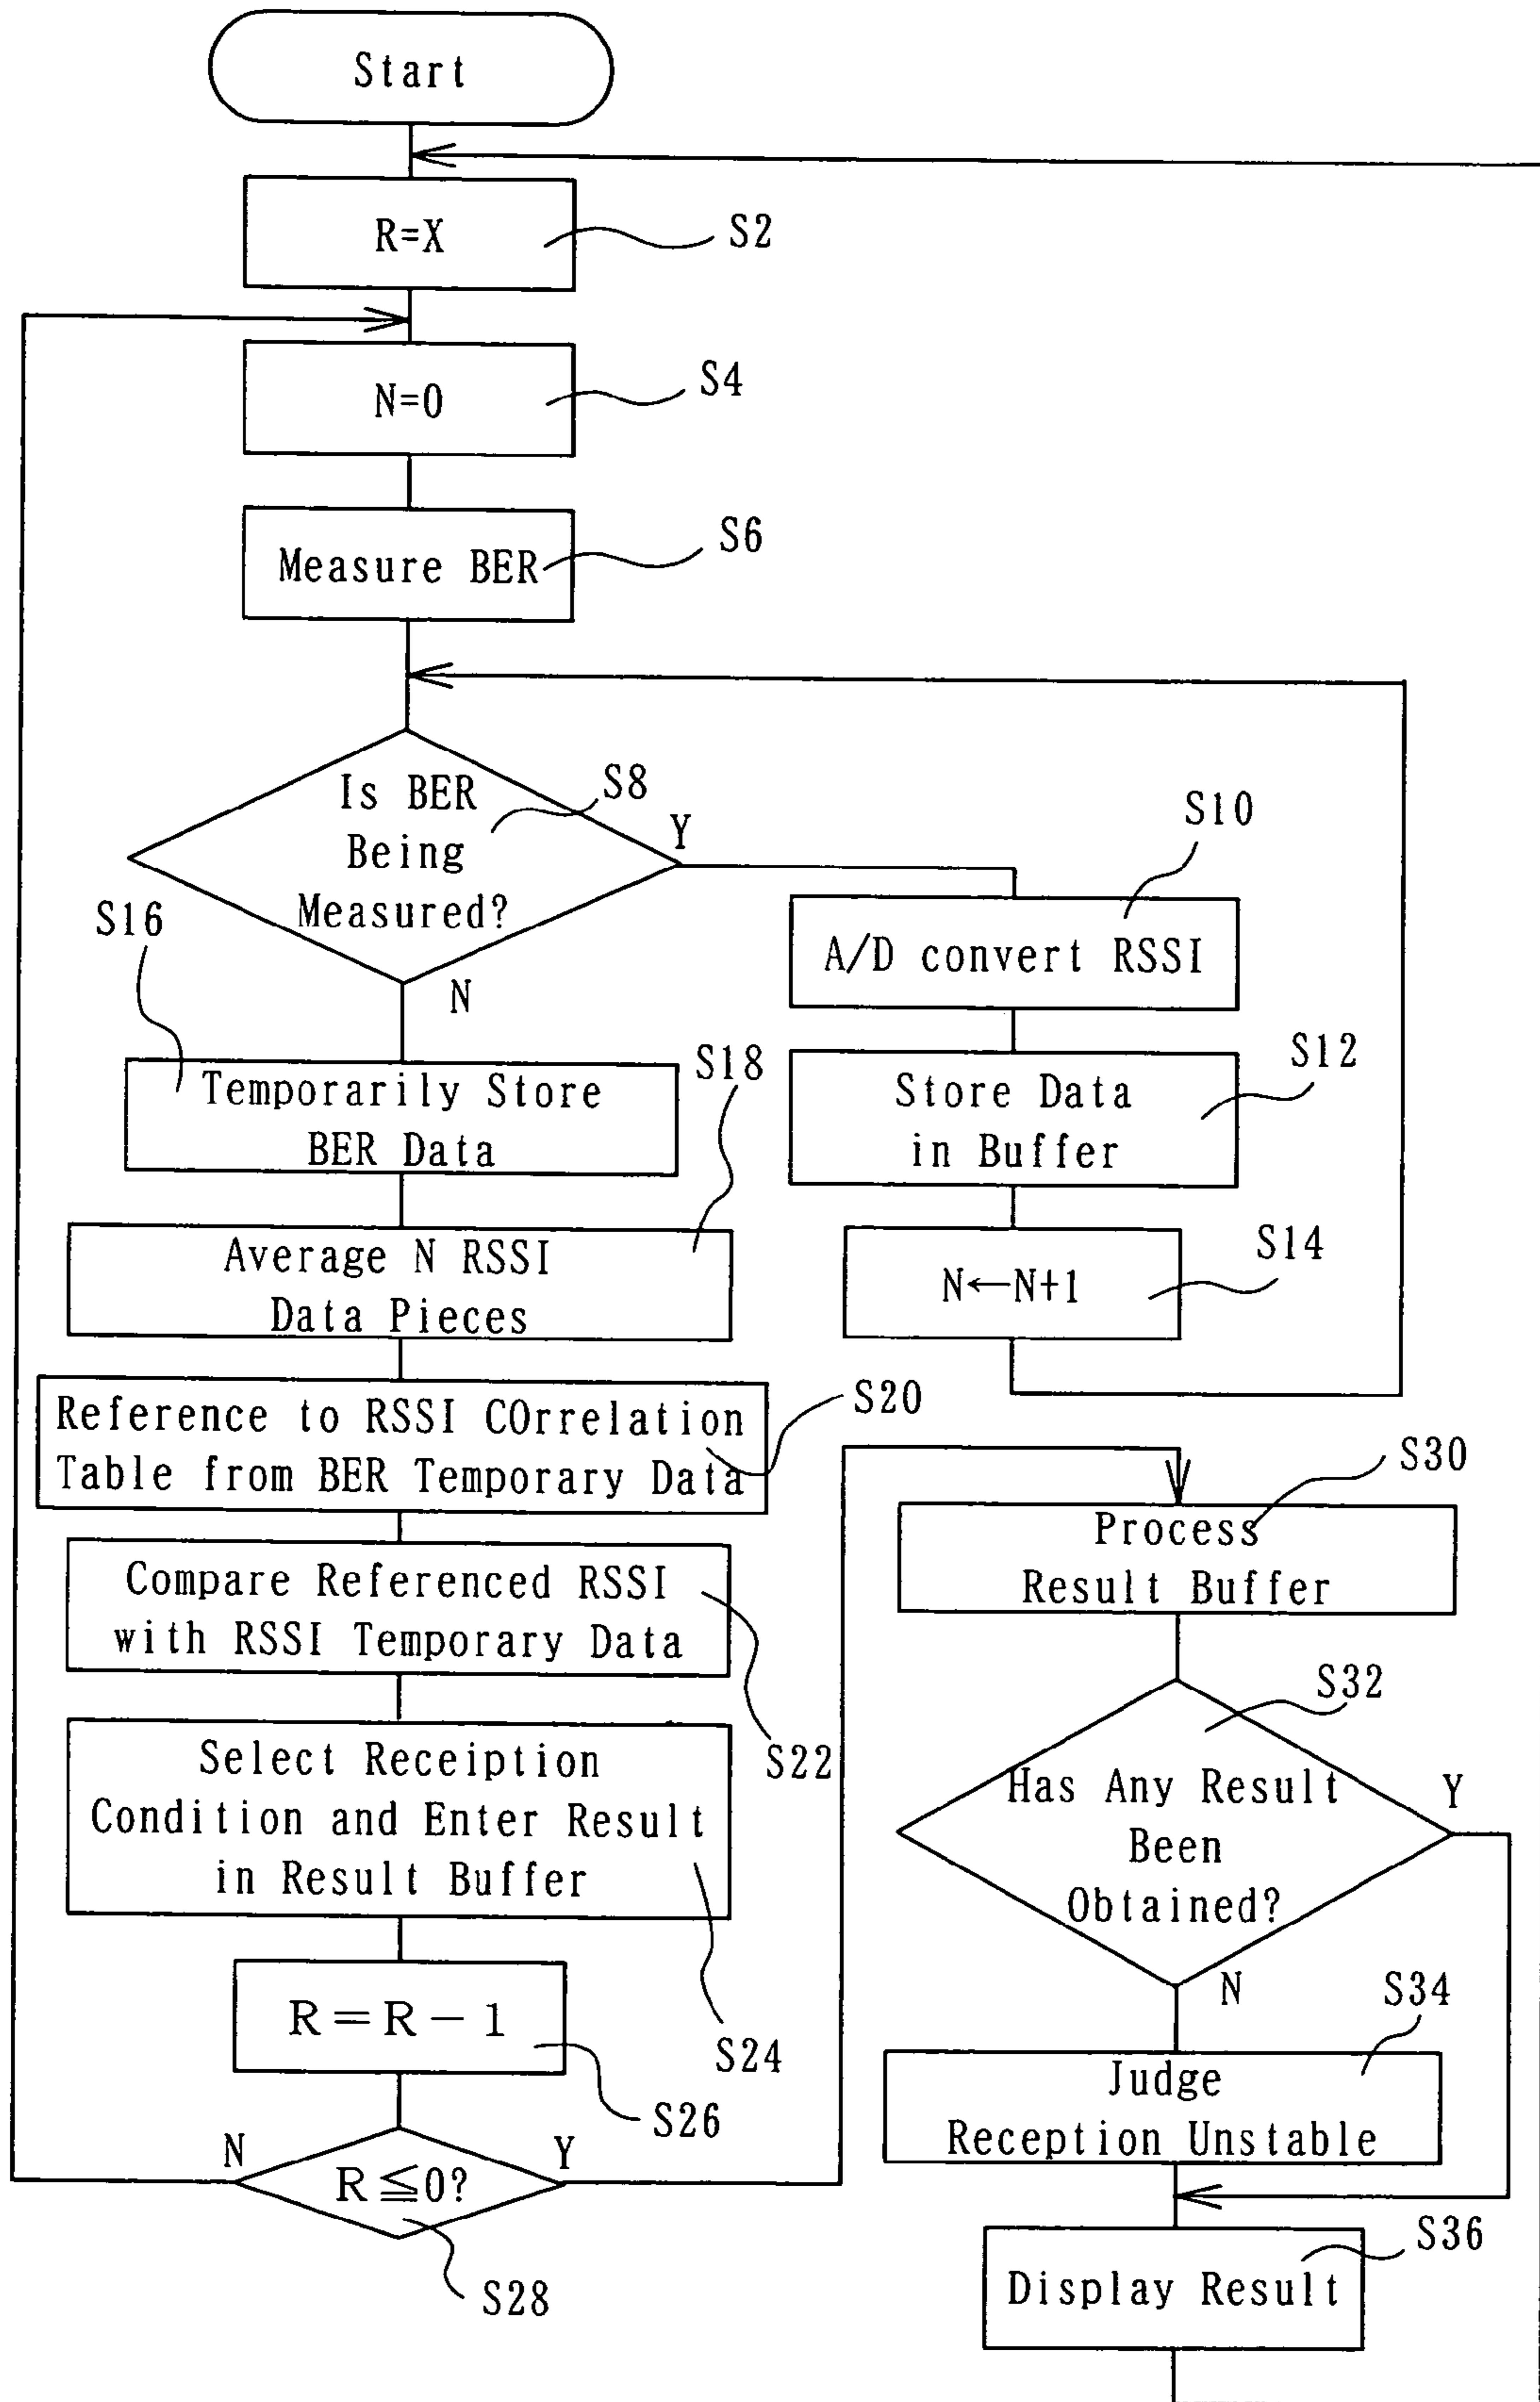 Start
R=X
S2
N=0
S4
Measure BER
S6
Is BER
Being
Measured?
S8
Y
N
S10
A/D convert RSSI
S12
Store Data
in Buffer
S14
N←N+1
S16
Temporarily Store
BER Data
S18
Average N RSSI
Data Pieces
S20
Reference to RSSI COrrelation
Table from BER Temporary Data
Compare Referenced RSSI
with RSSI Temporary Data
S22
Select Receiption
Condition and Enter Result
in Result Buffer
S24
R=R-1
S26
N
R≦0?
Y
S28
S30
Process
Result Buffer
S32
Has Any Result
Been
Obtained?
Y
N
S34
Judge
Reception Unstable
S36
Display Result